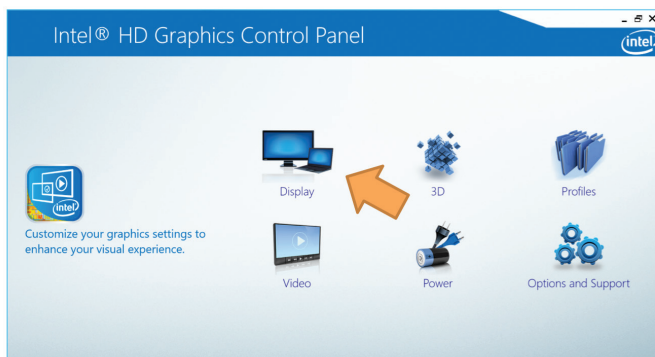 Intel® HD Graphics Control Panel
intel
Display
3D
Profiles
intel
Customize your graphics settings to
enhance your visual experience.
Video
Power
Options and Support